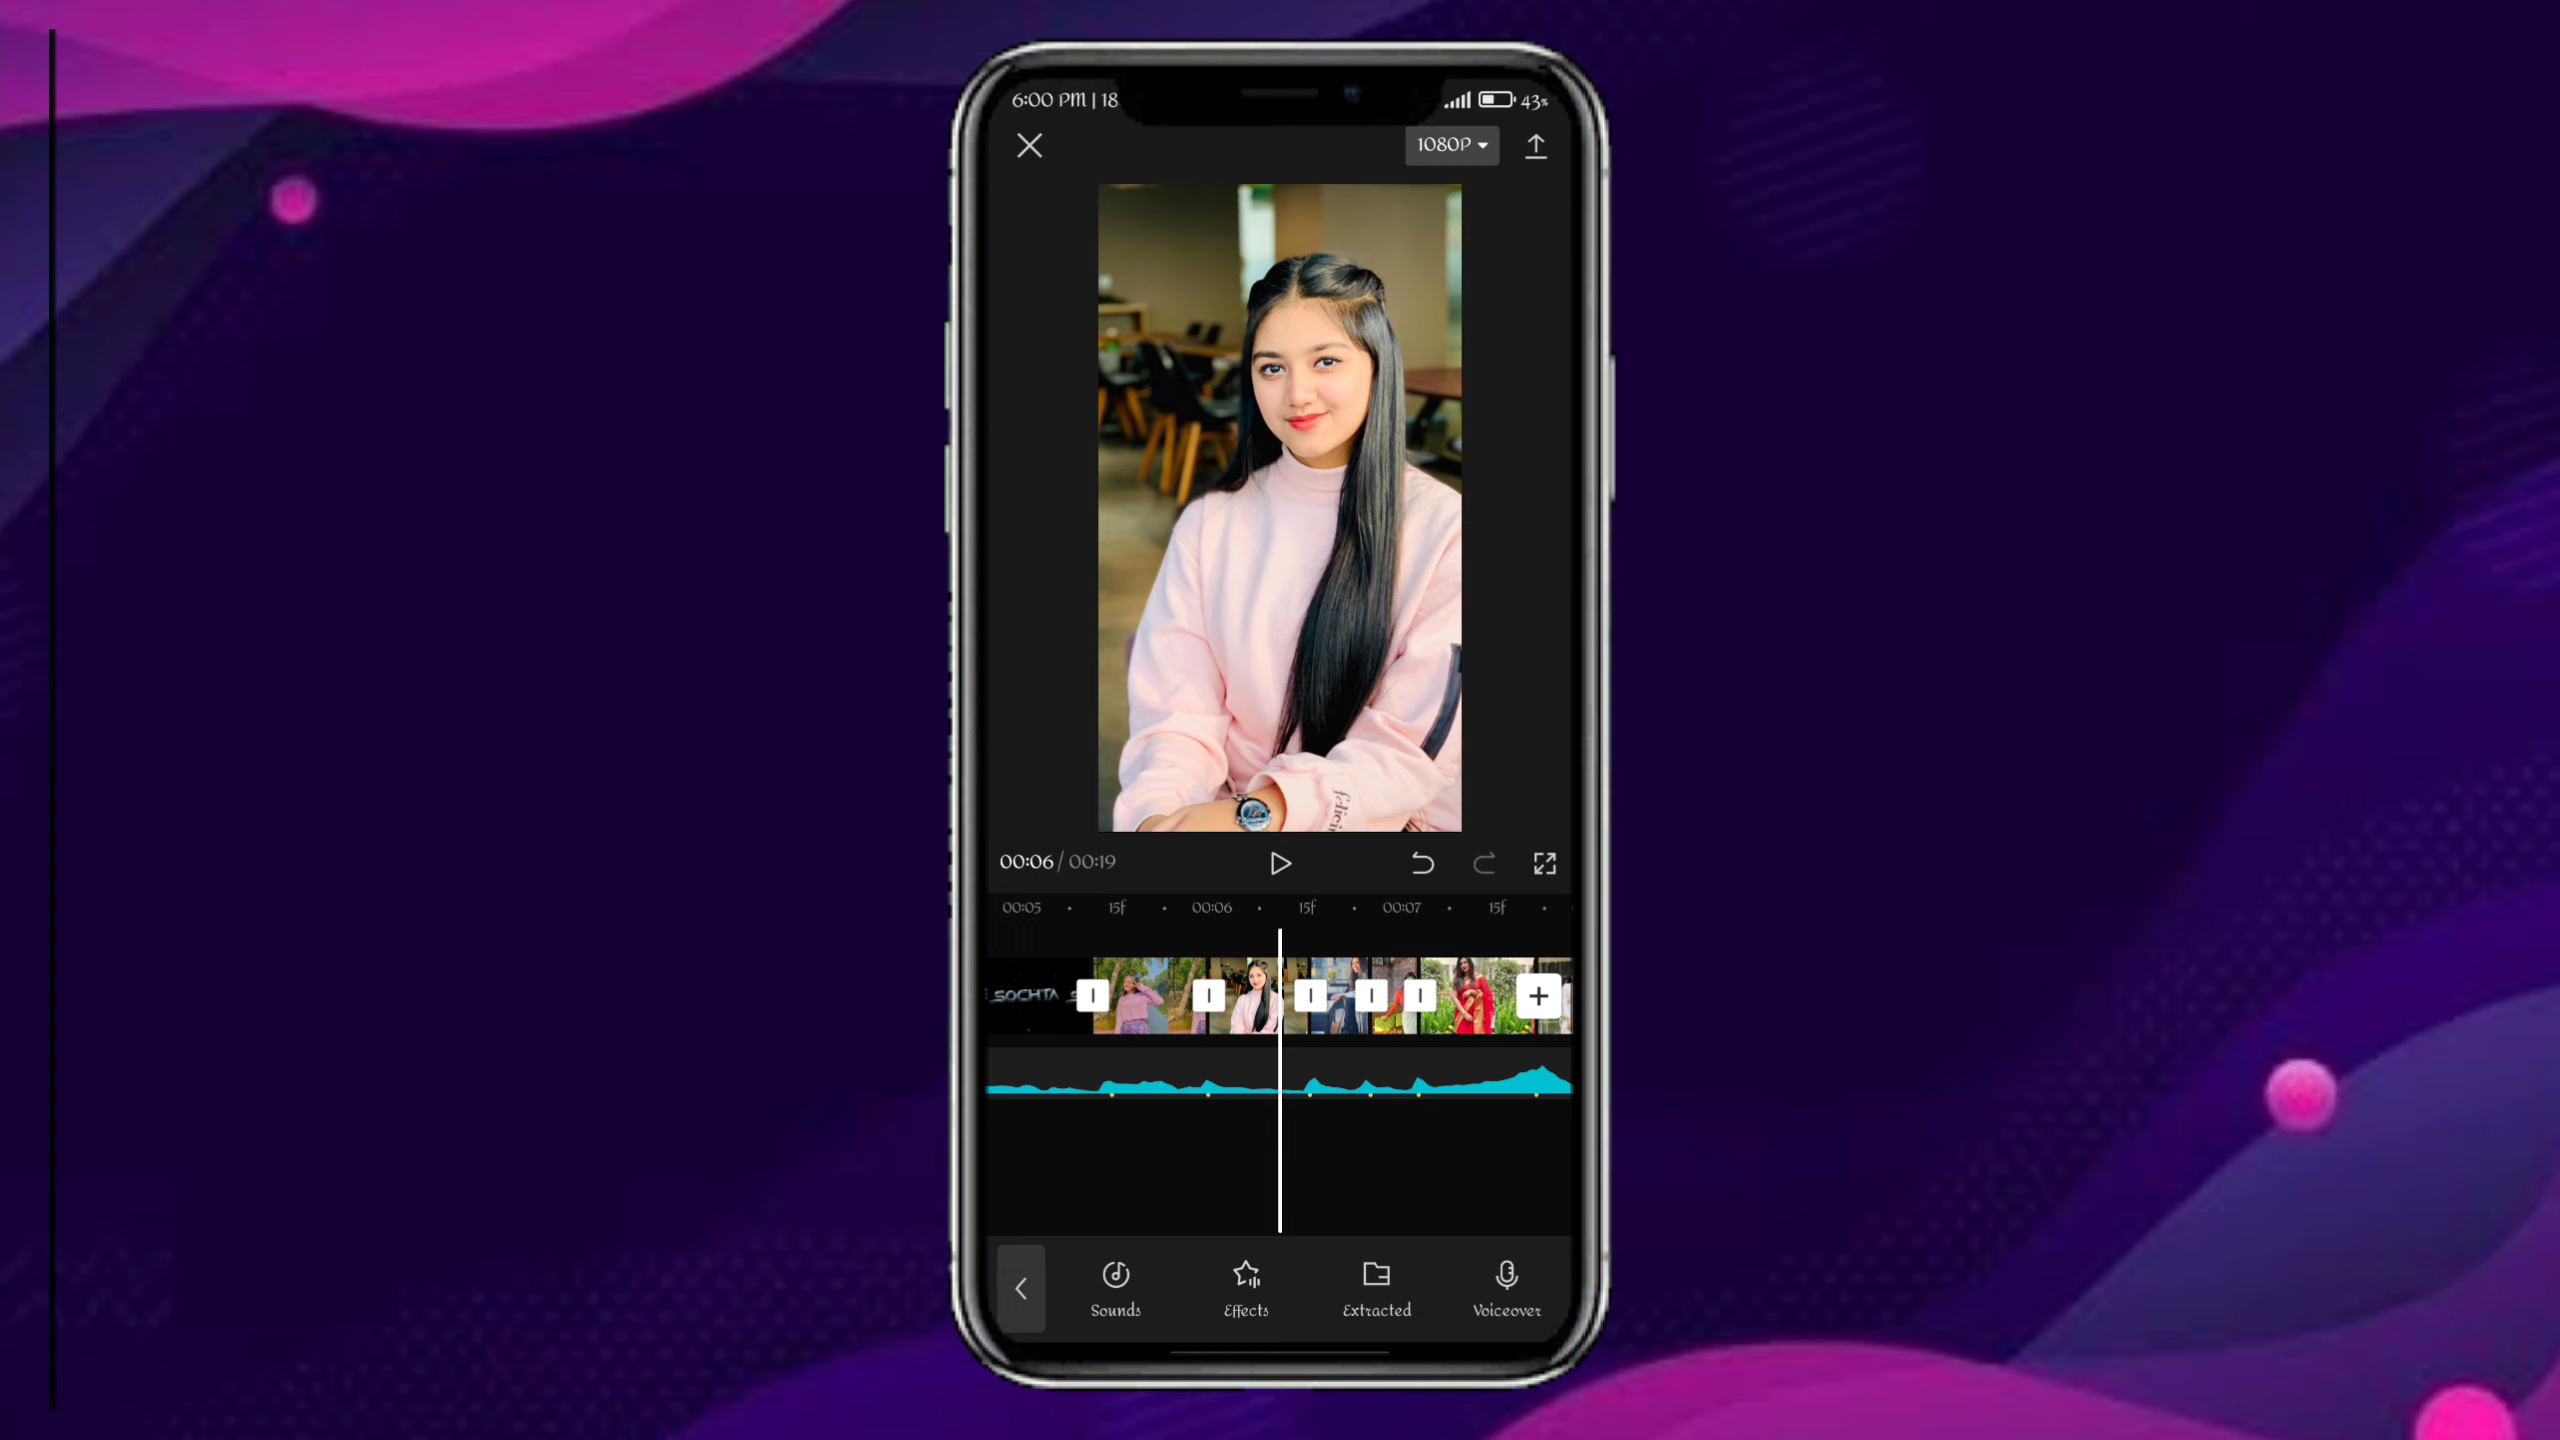 6:00 PM | 18
43%
1080P
00:06 / 00:19
00:05 15f 00:06 15f 00:07 15f
SOCHTA
Sounds Effects Extracted Voiceover